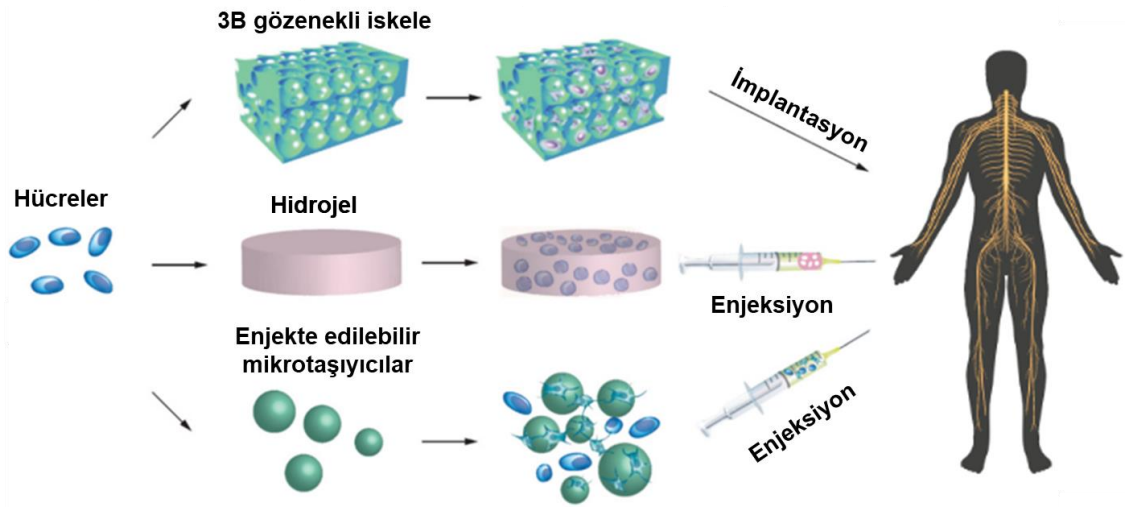 3B gözenekli iskele
İmplantasyon
Hücreler
Hidrojel
Enjeksiyon
Enjekte edilebilir
mikrotaşıyıcılar
Enjeksiyon